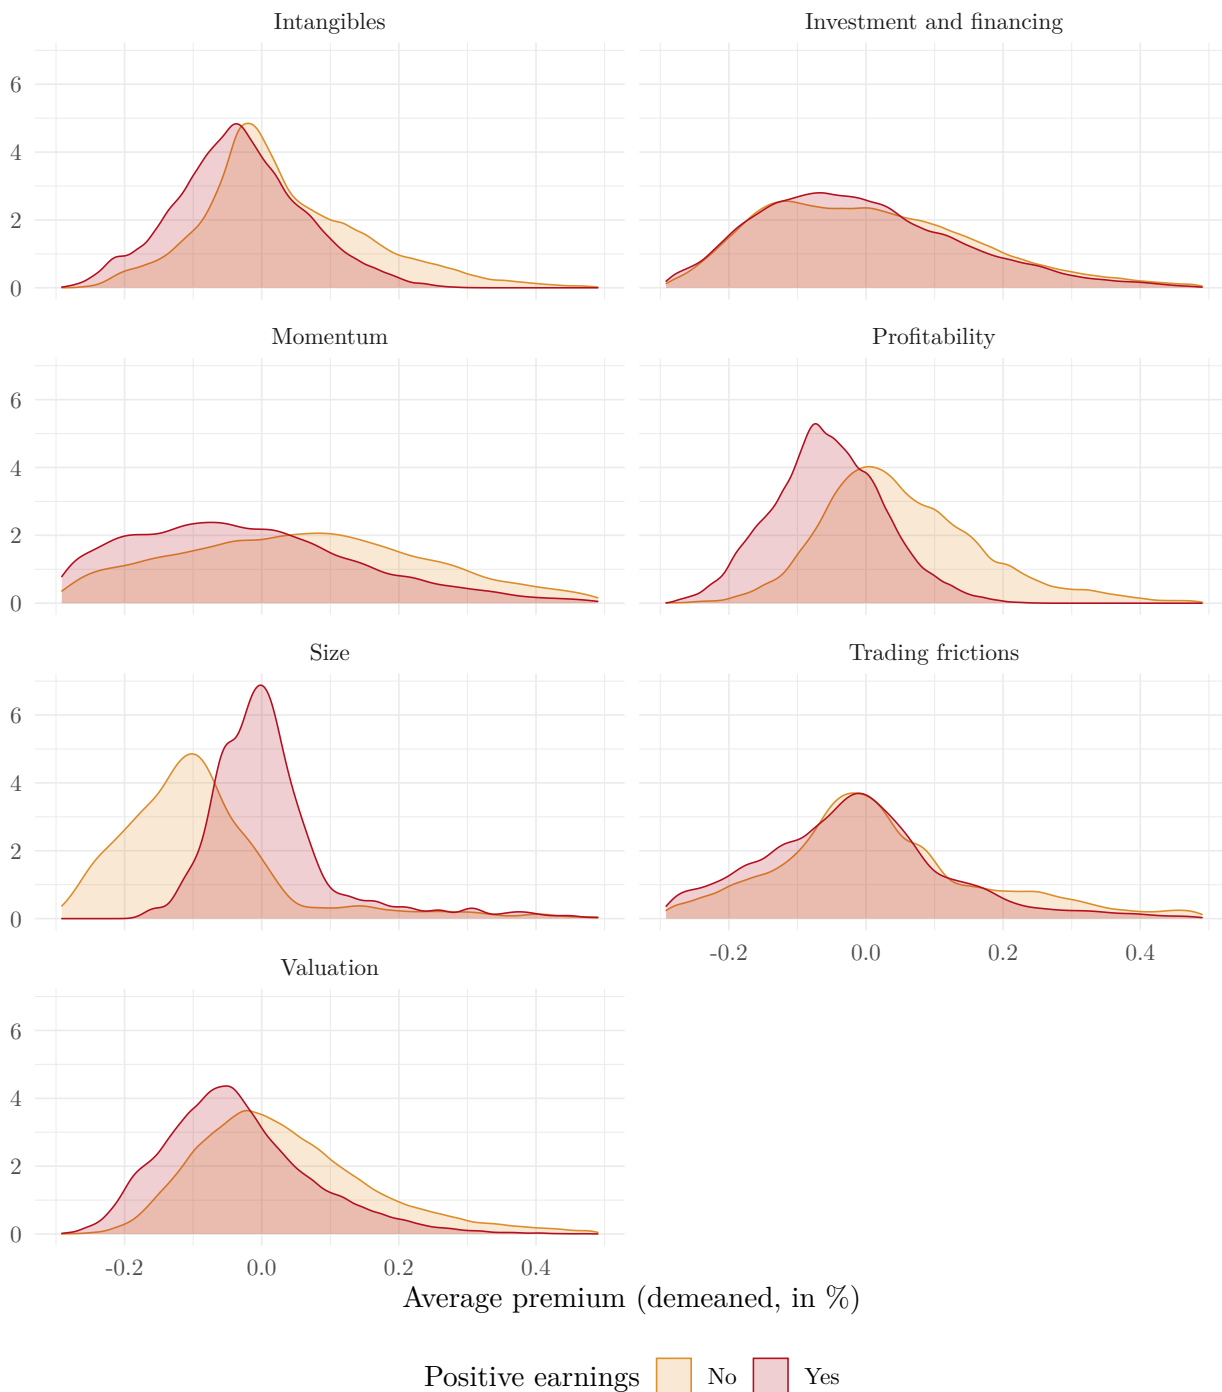 Intangibles
Investment and financing
6
4
2
0
Momentum
Profitability
6
4
2
0
Size
Trading frictions
6
4
2
0
-0.2 0.0 0.2 0.4
Valuation
6
4
2
0
-0.2 0.0 0.2 0.4
Average premium (demeaned, in %)
Positive earnings No Yes